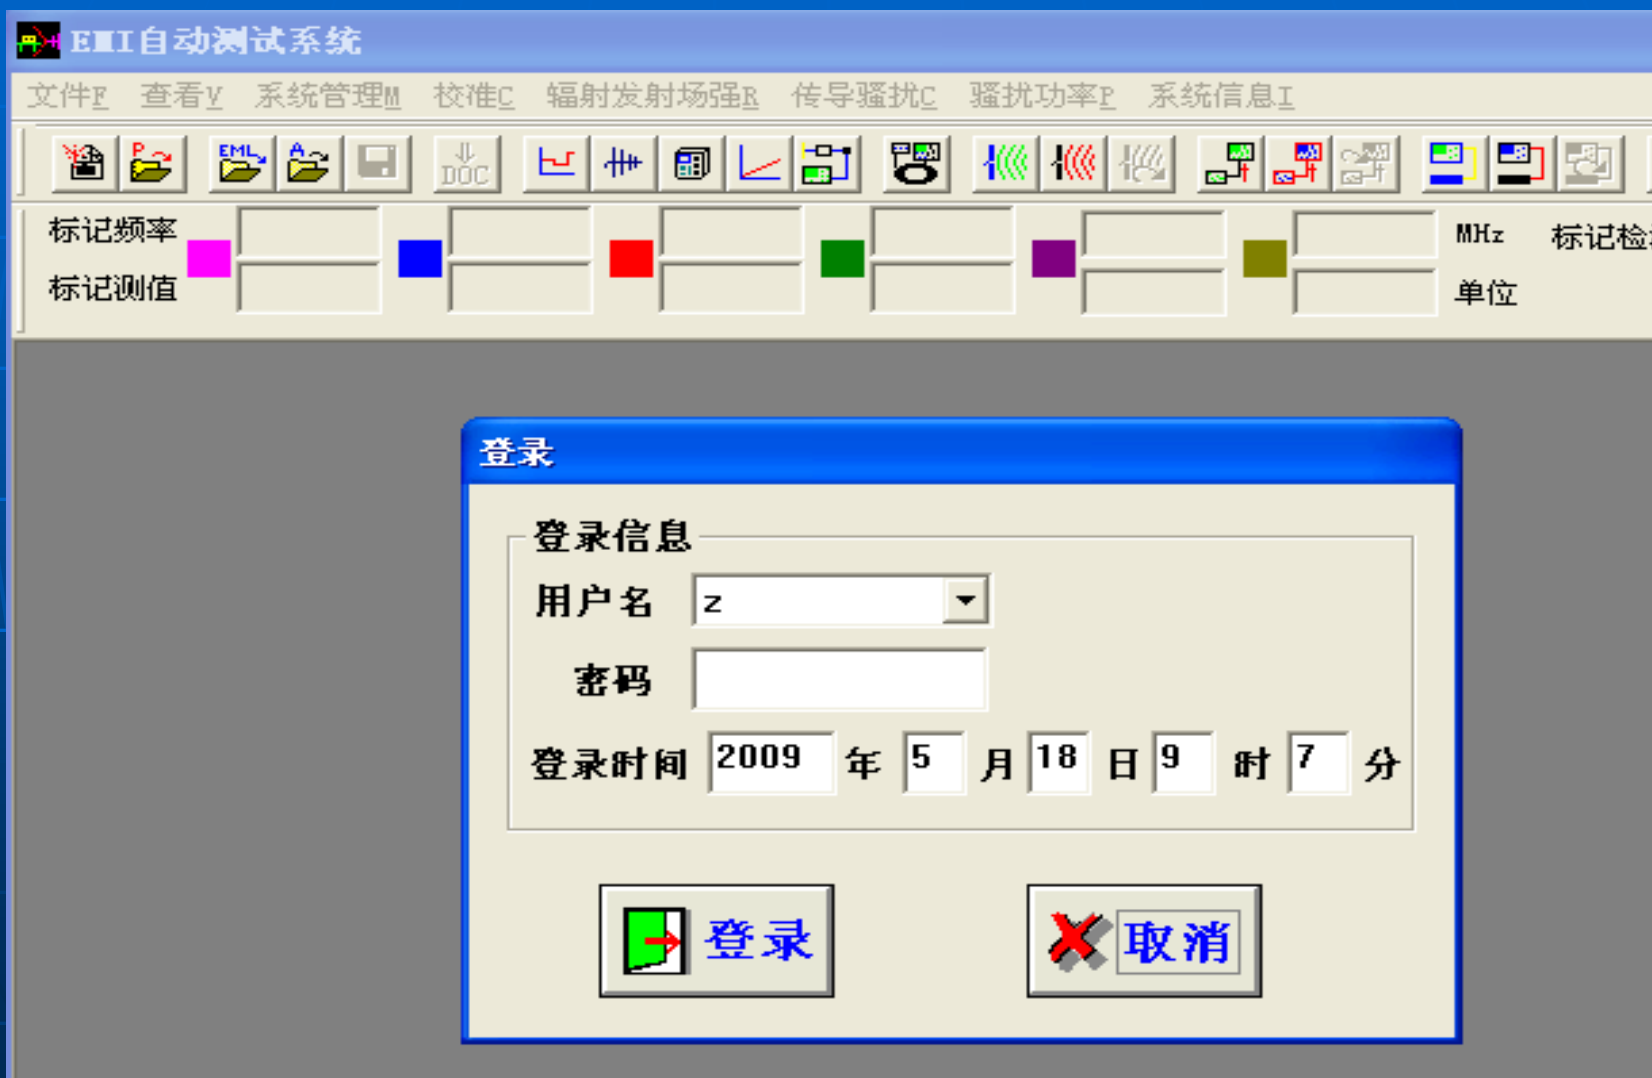 EMI自动测试系统
文件F 查看V 系统管理M 校准C 辐射发射场强R 传导骚扰C 骚扰功率P 系统信息I
P EML A DOC
标记频率 MHz 标记检
标记测值 单位
登录
登录信息
用户名 z
密码
登录时间 2009 年 5 月 18 日 9 时 7 分
登录 取消